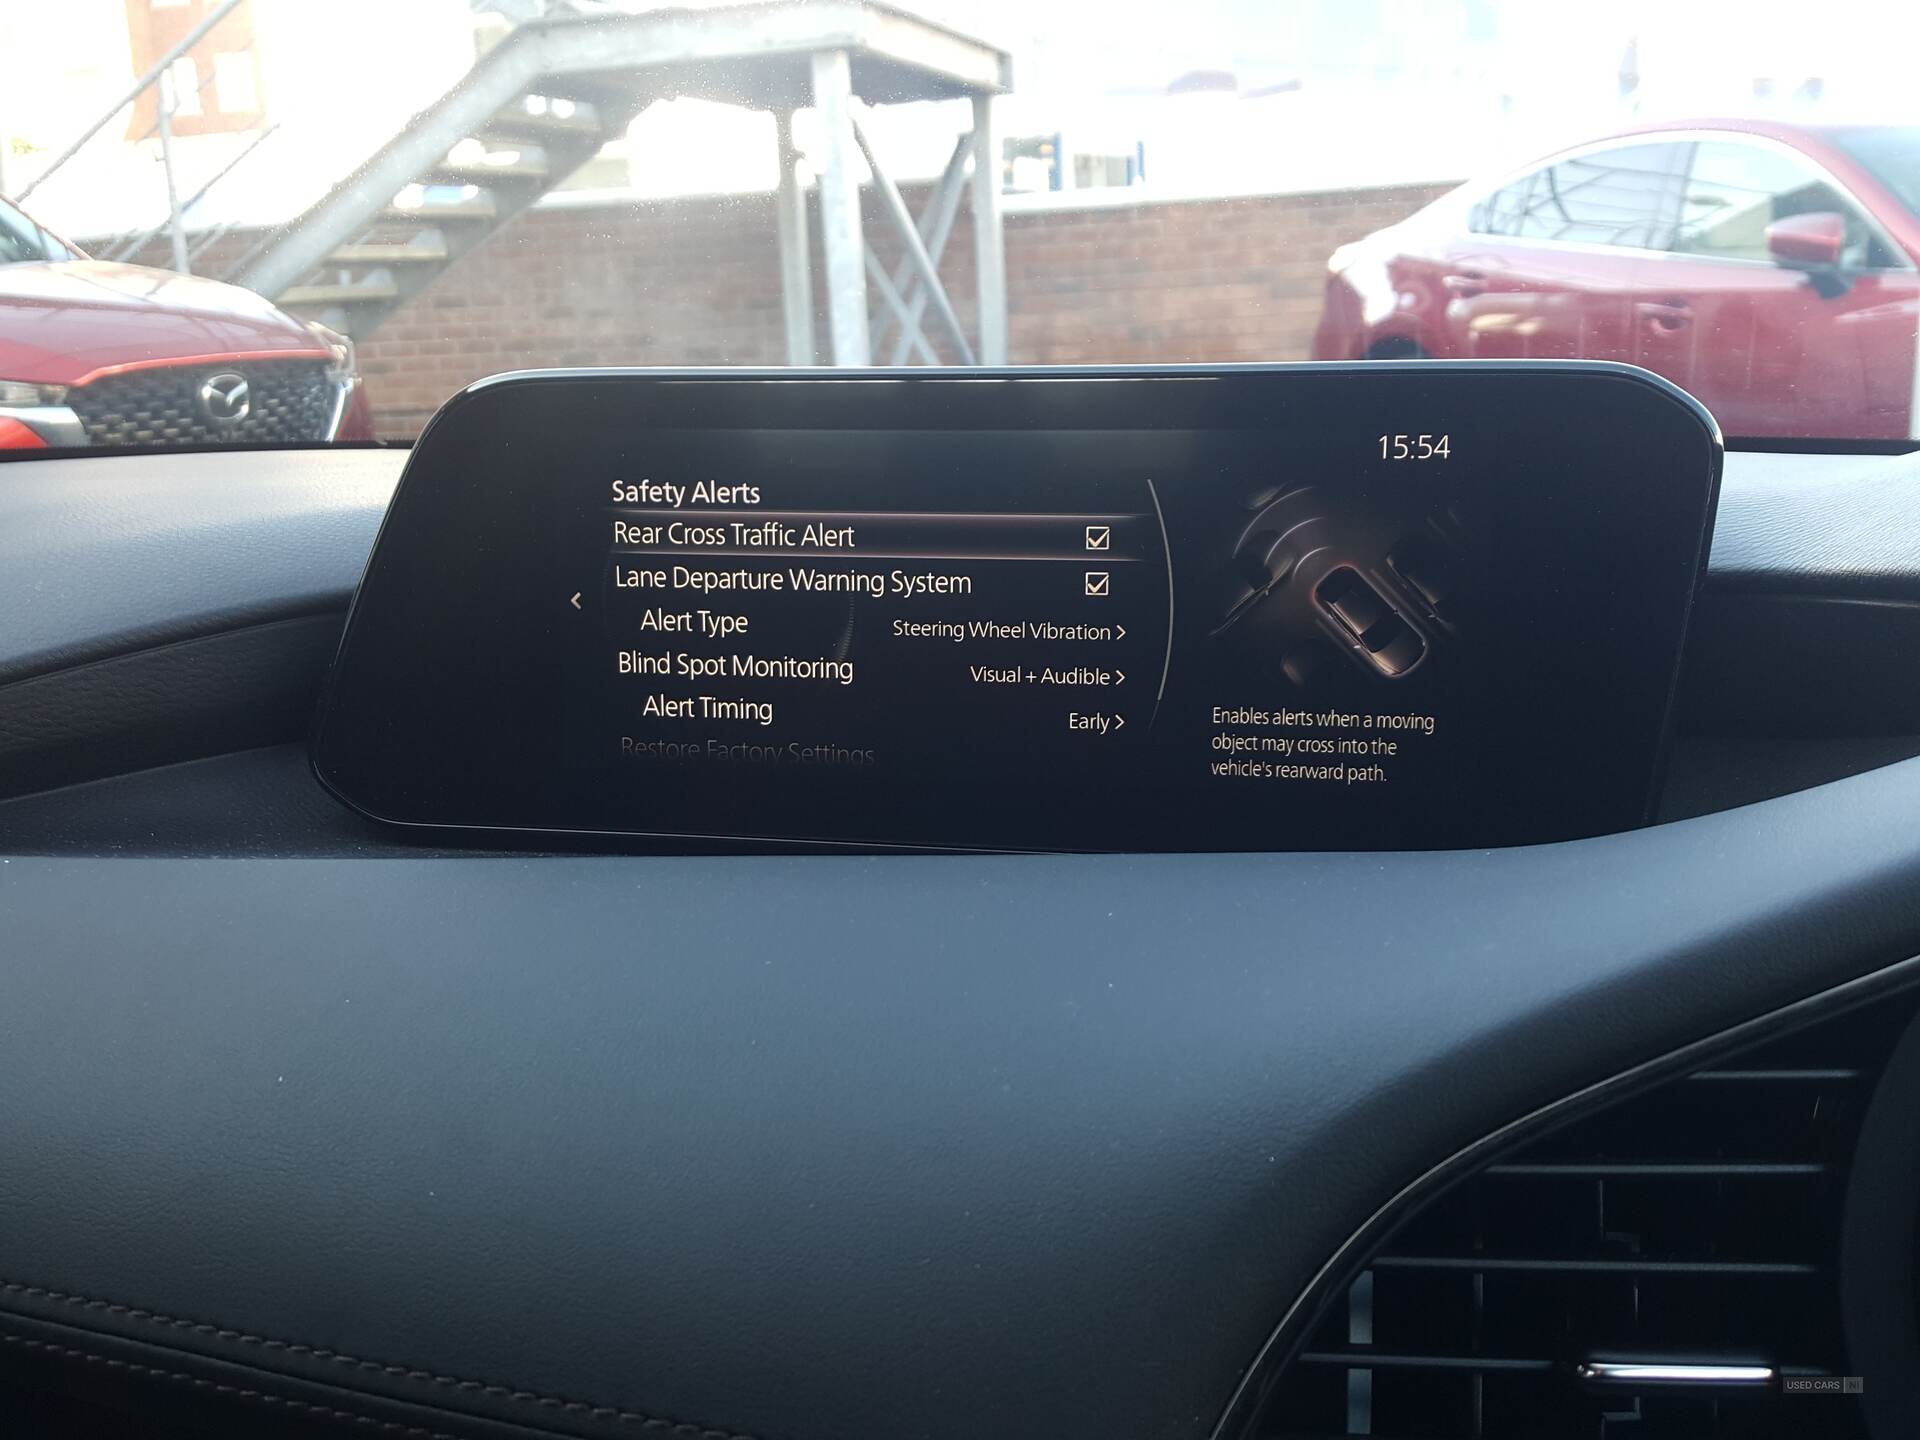 15:54
Safety Alerts
Rear Cross Traffic Alert
Lane Departure Warning System
Alert Type Steering Wheel Vibration >
Blind Spot Monitoring Visual + Audible >
Alert Timing Early >
Restore Factory Settings
Enables alerts when a moving
object may cross into the
vehicle's rearward path.
USED CARS NI